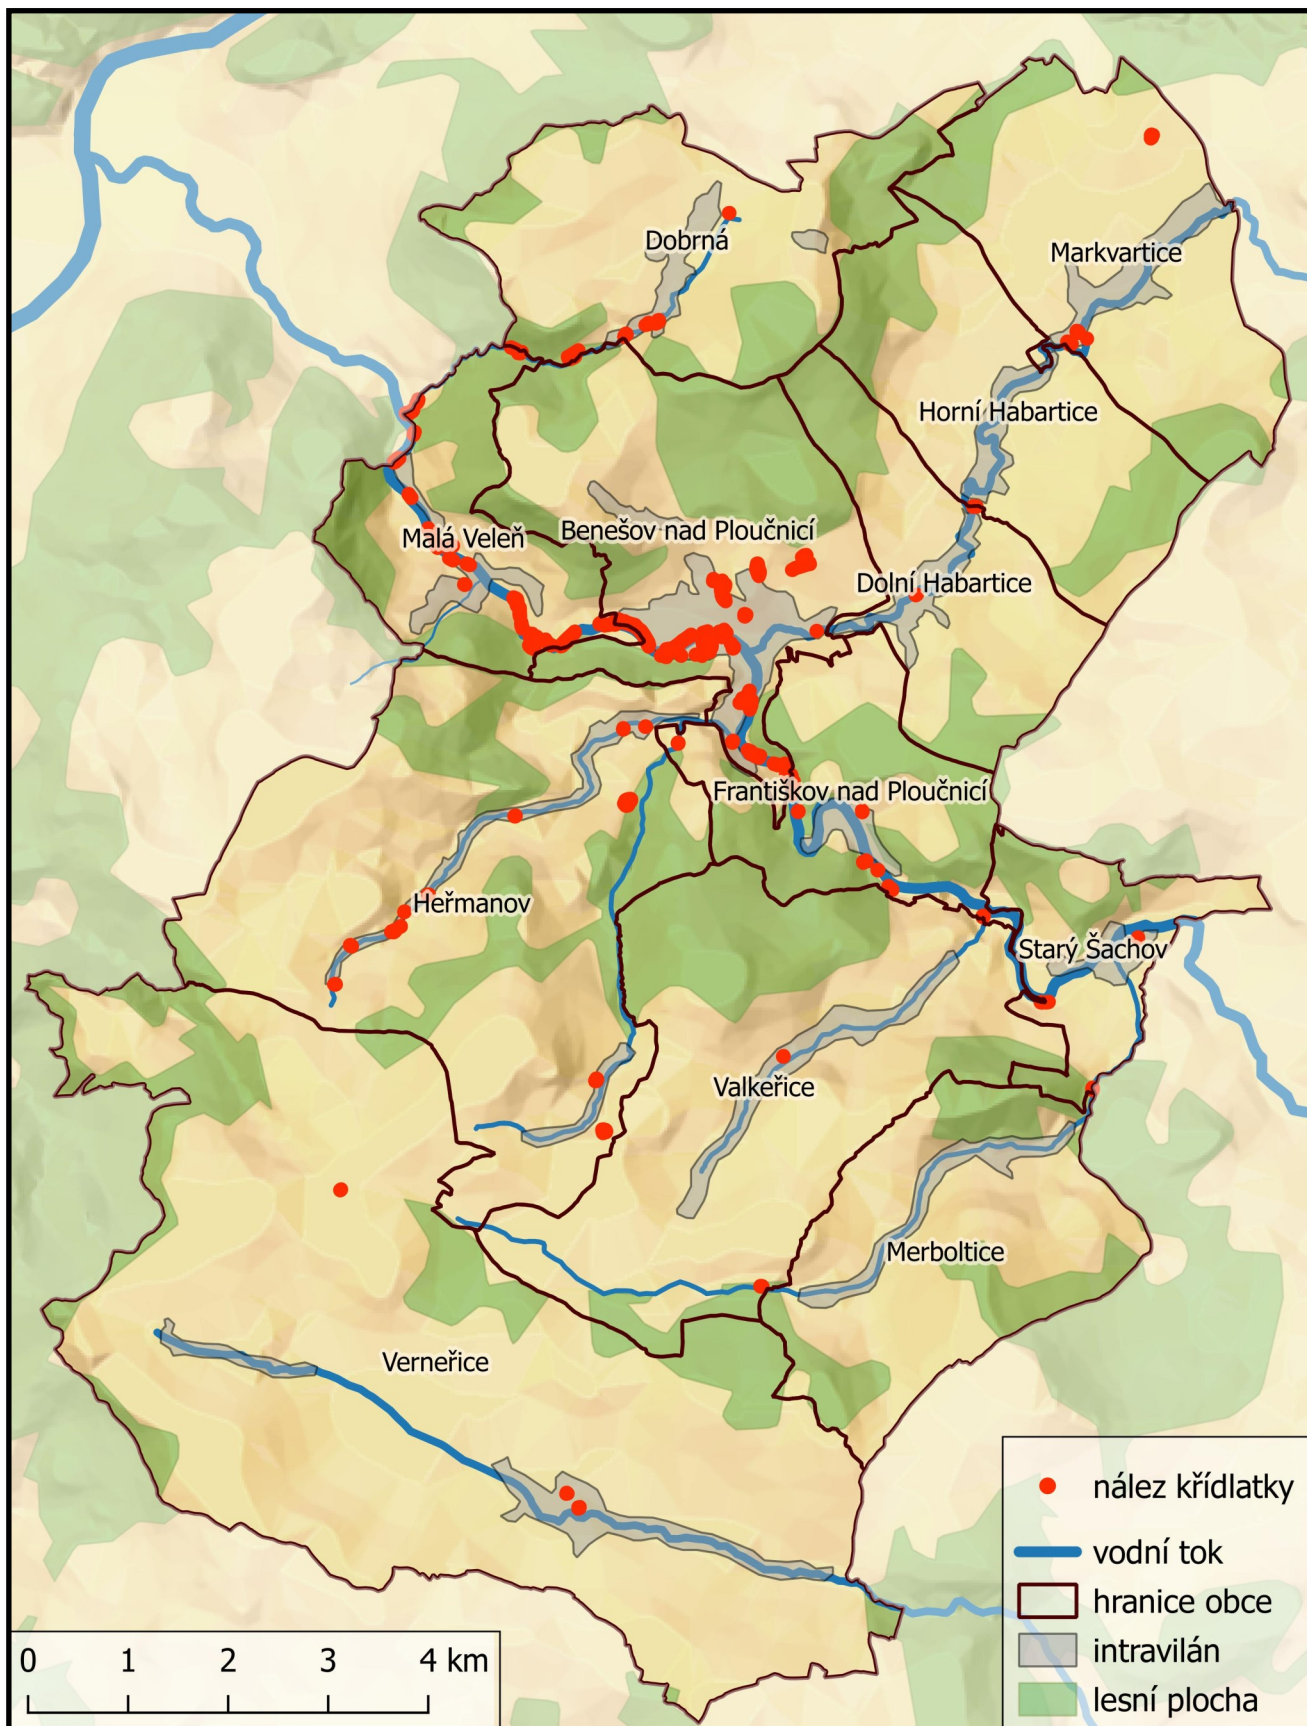 Dobrná
Markvartice
Horní Habartice
Malá Veleň
Benešov nad Ploučnicí
Dolní Habartice
Františkov nad Ploučnicí
Heřmanov
Starý Šachov
Valkeřice
Merboltice
Verneřice
nález křídlatky
vodní tok
hranice obce
intravilán
lesní plocha
0 1 2 3 4 km